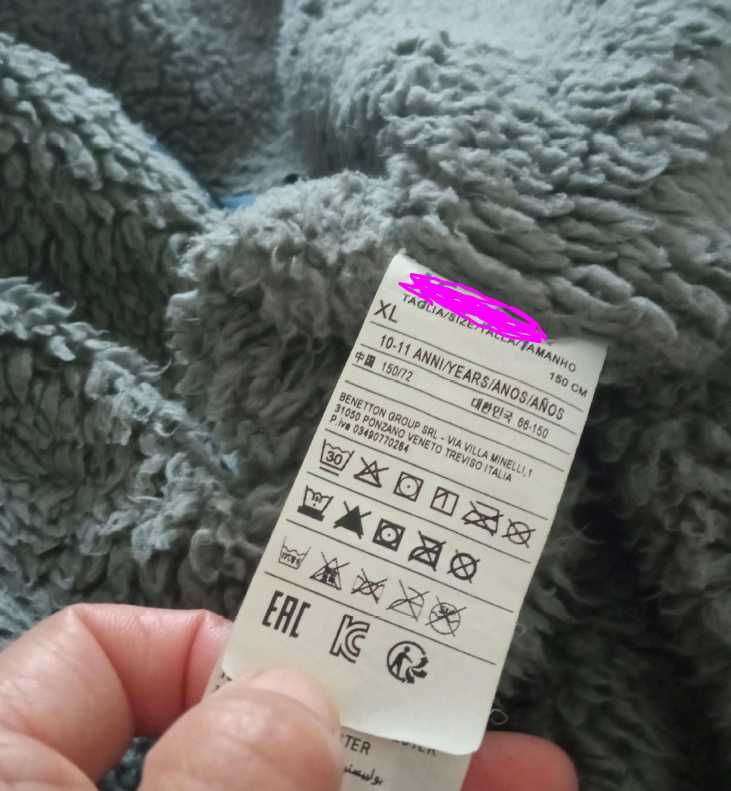 TAGLIA/SIZE/TALLA/TAMANHO
XL
150 CM
10-11 ANNI/YEARS/ANOS/AÑOS
中国 150/72
대한민국 66-150
BENETTON GROUP SRL - VIA VILLA MINELLI,1
31050 PONZANO VENETO TREVISO ITALIA
P.Iva 03490770264
30
EAC
KC
TER
بوليستر